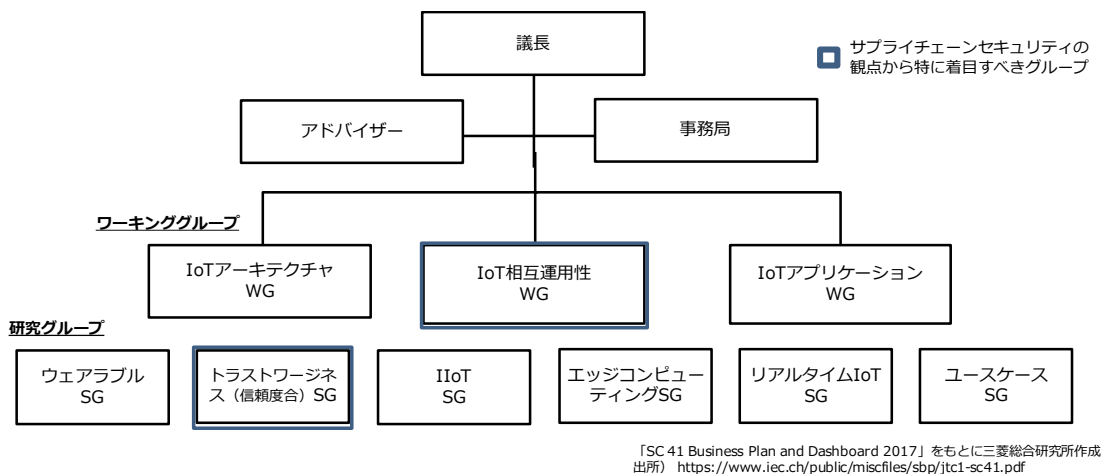 議長
サプライチェーンセキュリティの
観点から特に着目すべきグループ
アドバイザー
事務局
ワーキンググループ
IoTアーキテクチャ
WG
IoT相互運用性
WG
IoTアプリケーション
WG
研究グループ
ウェアラブル
SG
トラストワージネ
ス（信頼度合）SG
IIoT
SG
エッジコンピュー
ティングSG
リアルタイムIoT
SG
ユースケース
SG
「SC 41 Business Plan and Dashboard 2017」をもとに三菱総合研究所作成
出所） https://www.iec.ch/public/miscfiles/sbp/jtc1-sc41.pdf